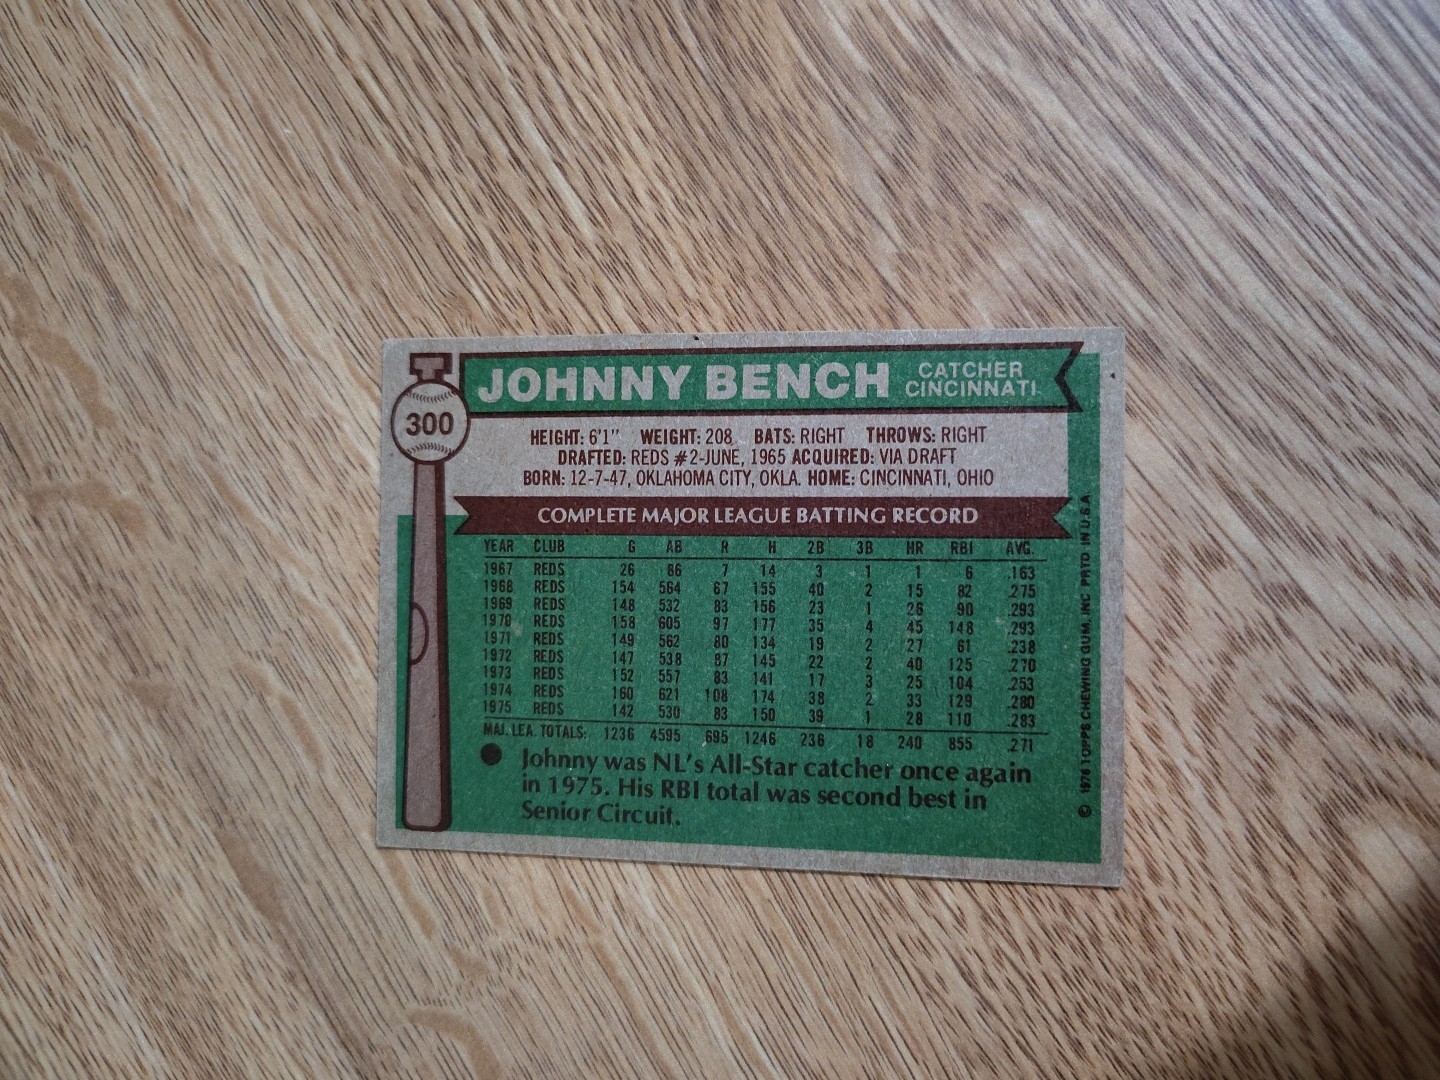 JOHNNY BENCH CATCHER CINCINNATI
300
HEIGHT: 6'1" WEIGHT: 208 BATS: RIGHT THROWS: RIGHT
DRAFTED: REDS #2-JUNE, 1965 ACQUIRED: VIA DRAFT
BORN: 12-7-47, OKLAHOMA CITY, OKLA. HOME: CINCINNATI, OHIO
COMPLETE MAJOR LEAGUE BATTING RECORD
YEAR CLUB G AB R H 2B 3B HR RBI AVG.
1967 REDS 26 86 7 14 3 1 1 6 .163
1968 REDS 154 564 67 155 40 2 15 82 .275
1969 REDS 148 532 83 156 23 1 26 90 .293
1970 REDS 158 605 97 177 35 4 45 148 .293
1971 REDS 149 562 80 134 19 2 27 61 .238
1972 REDS 147 538 87 145 22 2 40 125 .270
1973 REDS 152 557 83 141 17 3 25 104 .253
1974 REDS 160 621 108 174 38 2 33 129 .280
1975 REDS 142 530 83 150 39 1 28 110 .283
MAJ. LEA. TOTALS: 1236 4595 695 1246 236 18 240 855 .271
● Johnny was NL's All-Star catcher once again
in 1975. His RBI total was second best in
Senior Circuit.
© 1976 TOPPS CHEWING GUM, INC PRTD IN U.S.A